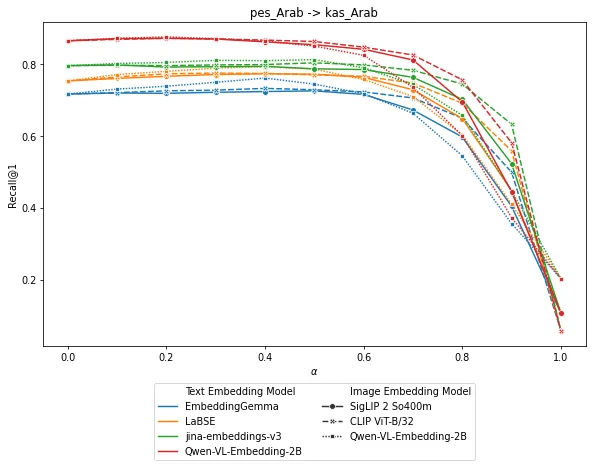 pes_Arab -> kas_Arab
Recall@1
0.8
0.6
0.4
0.2
0.0 0.2 0.4 0.6 0.8 1.0
α
Text Embedding Model
EmbeddingGemma
LaBSE
jina-embeddings-v3
Qwen-VL-Embedding-2B
Image Embedding Model
SigLIP 2 So400m
CLIP ViT-B/32
Qwen-VL-Embedding-2B